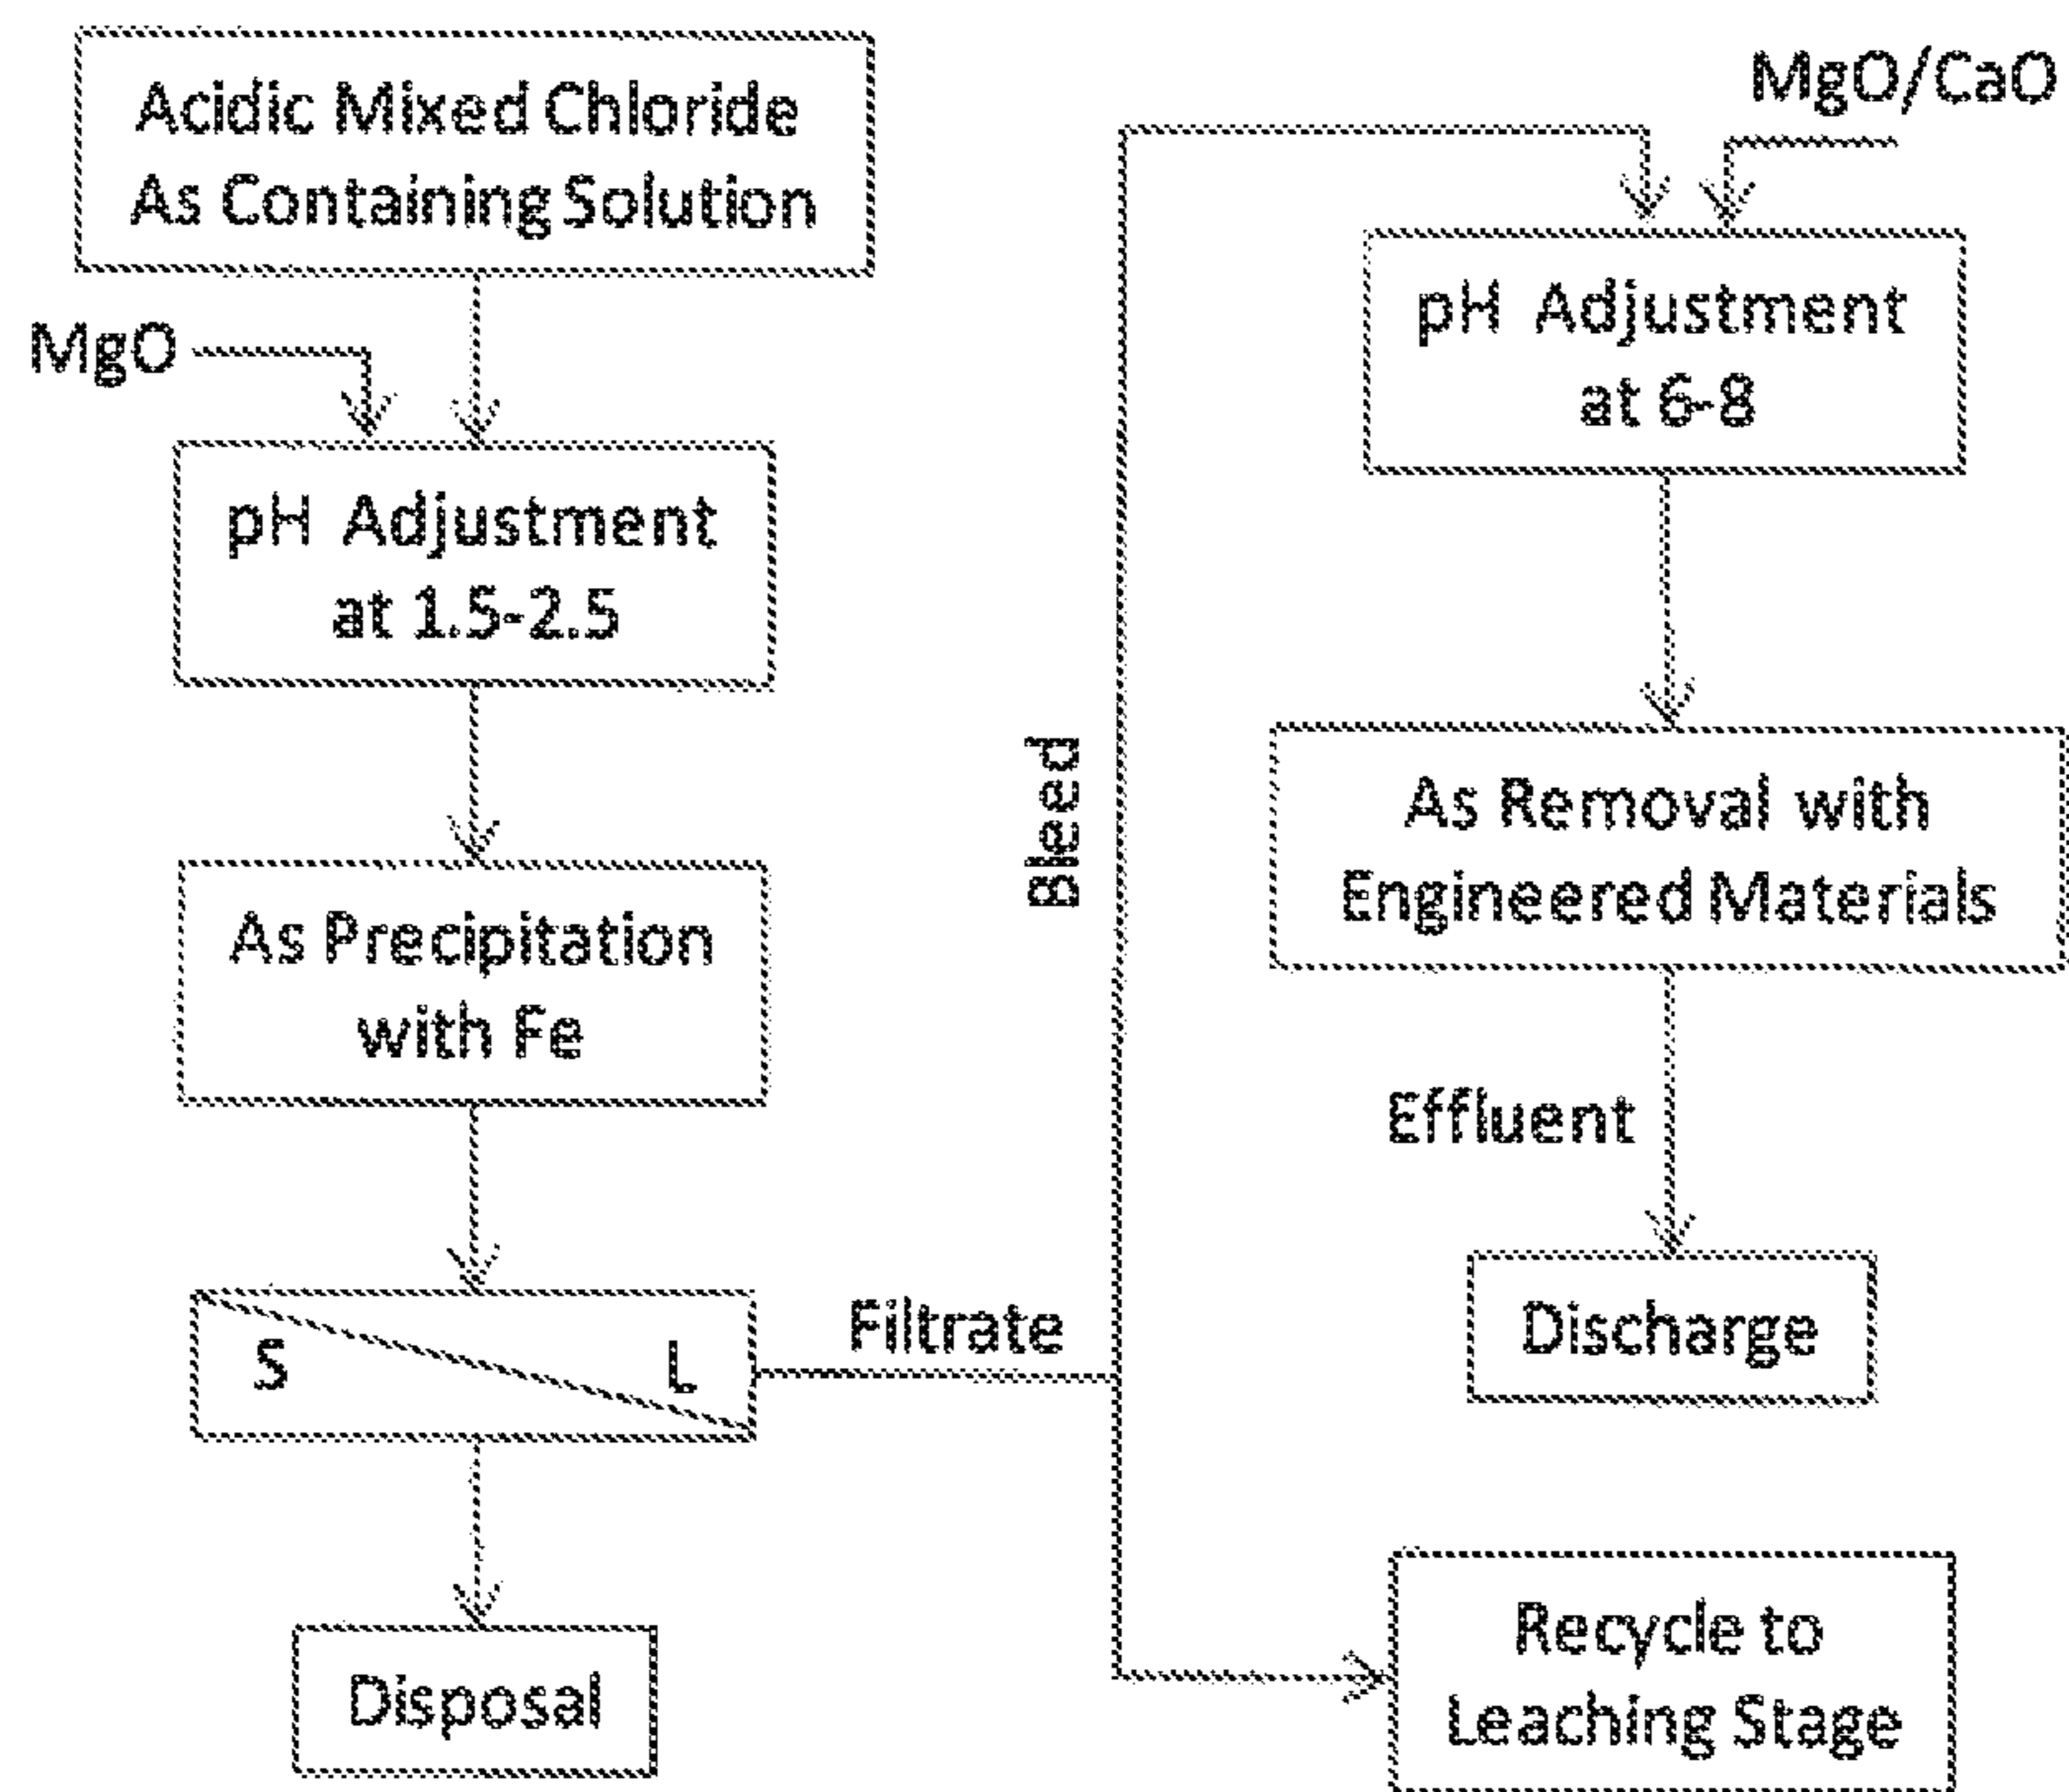 Acidic Mixed Chloride
As Containing Solution
MgO
pH Adjustment
at 1.5-2.5
As Precipitation
with Fe
S
L
Filtrate
Disposal
Bleed
MgO/CaO
pH Adjustment
at 6-8
As Removal with
Engineered Materials
Effluent
Discharge
Recycle to
Leaching Stage